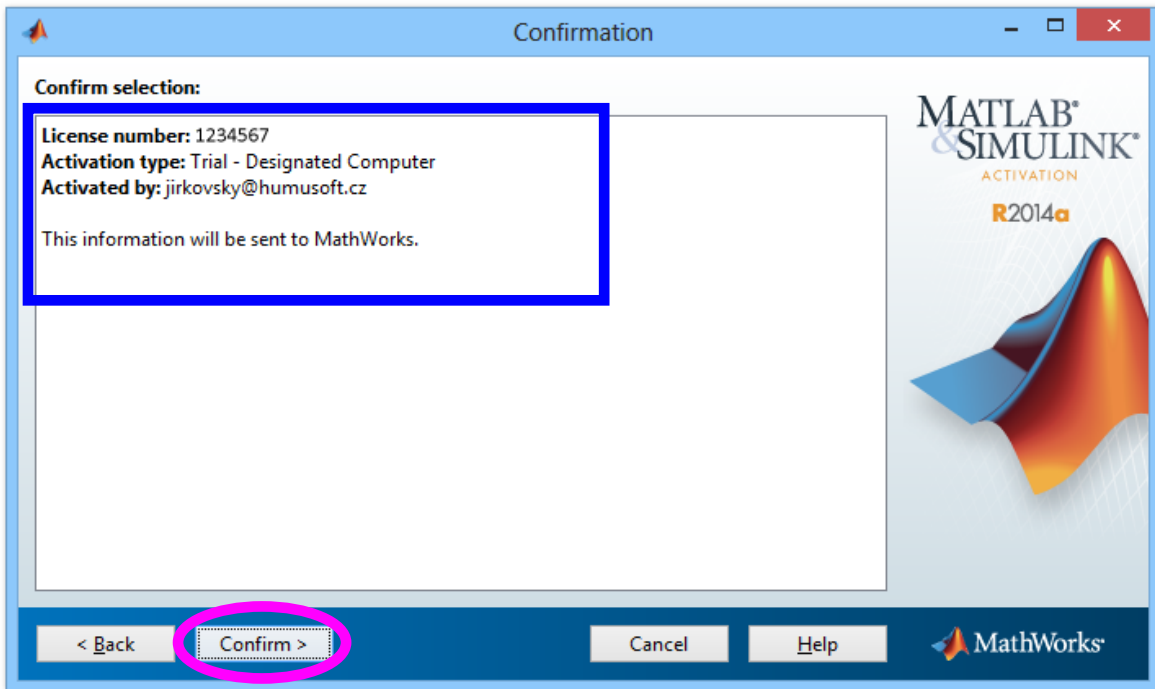 Confirmation
Confirm selection:
License number: 1234567
Activation type: Trial - Designated Computer
Activated by: jirkovsky@humusoft.cz
This information will be sent to MathWorks.
MATLAB®
&SIMULINK®
ACTIVATION
R2014a
< Back
Confirm >
Cancel
Help
MathWorks®